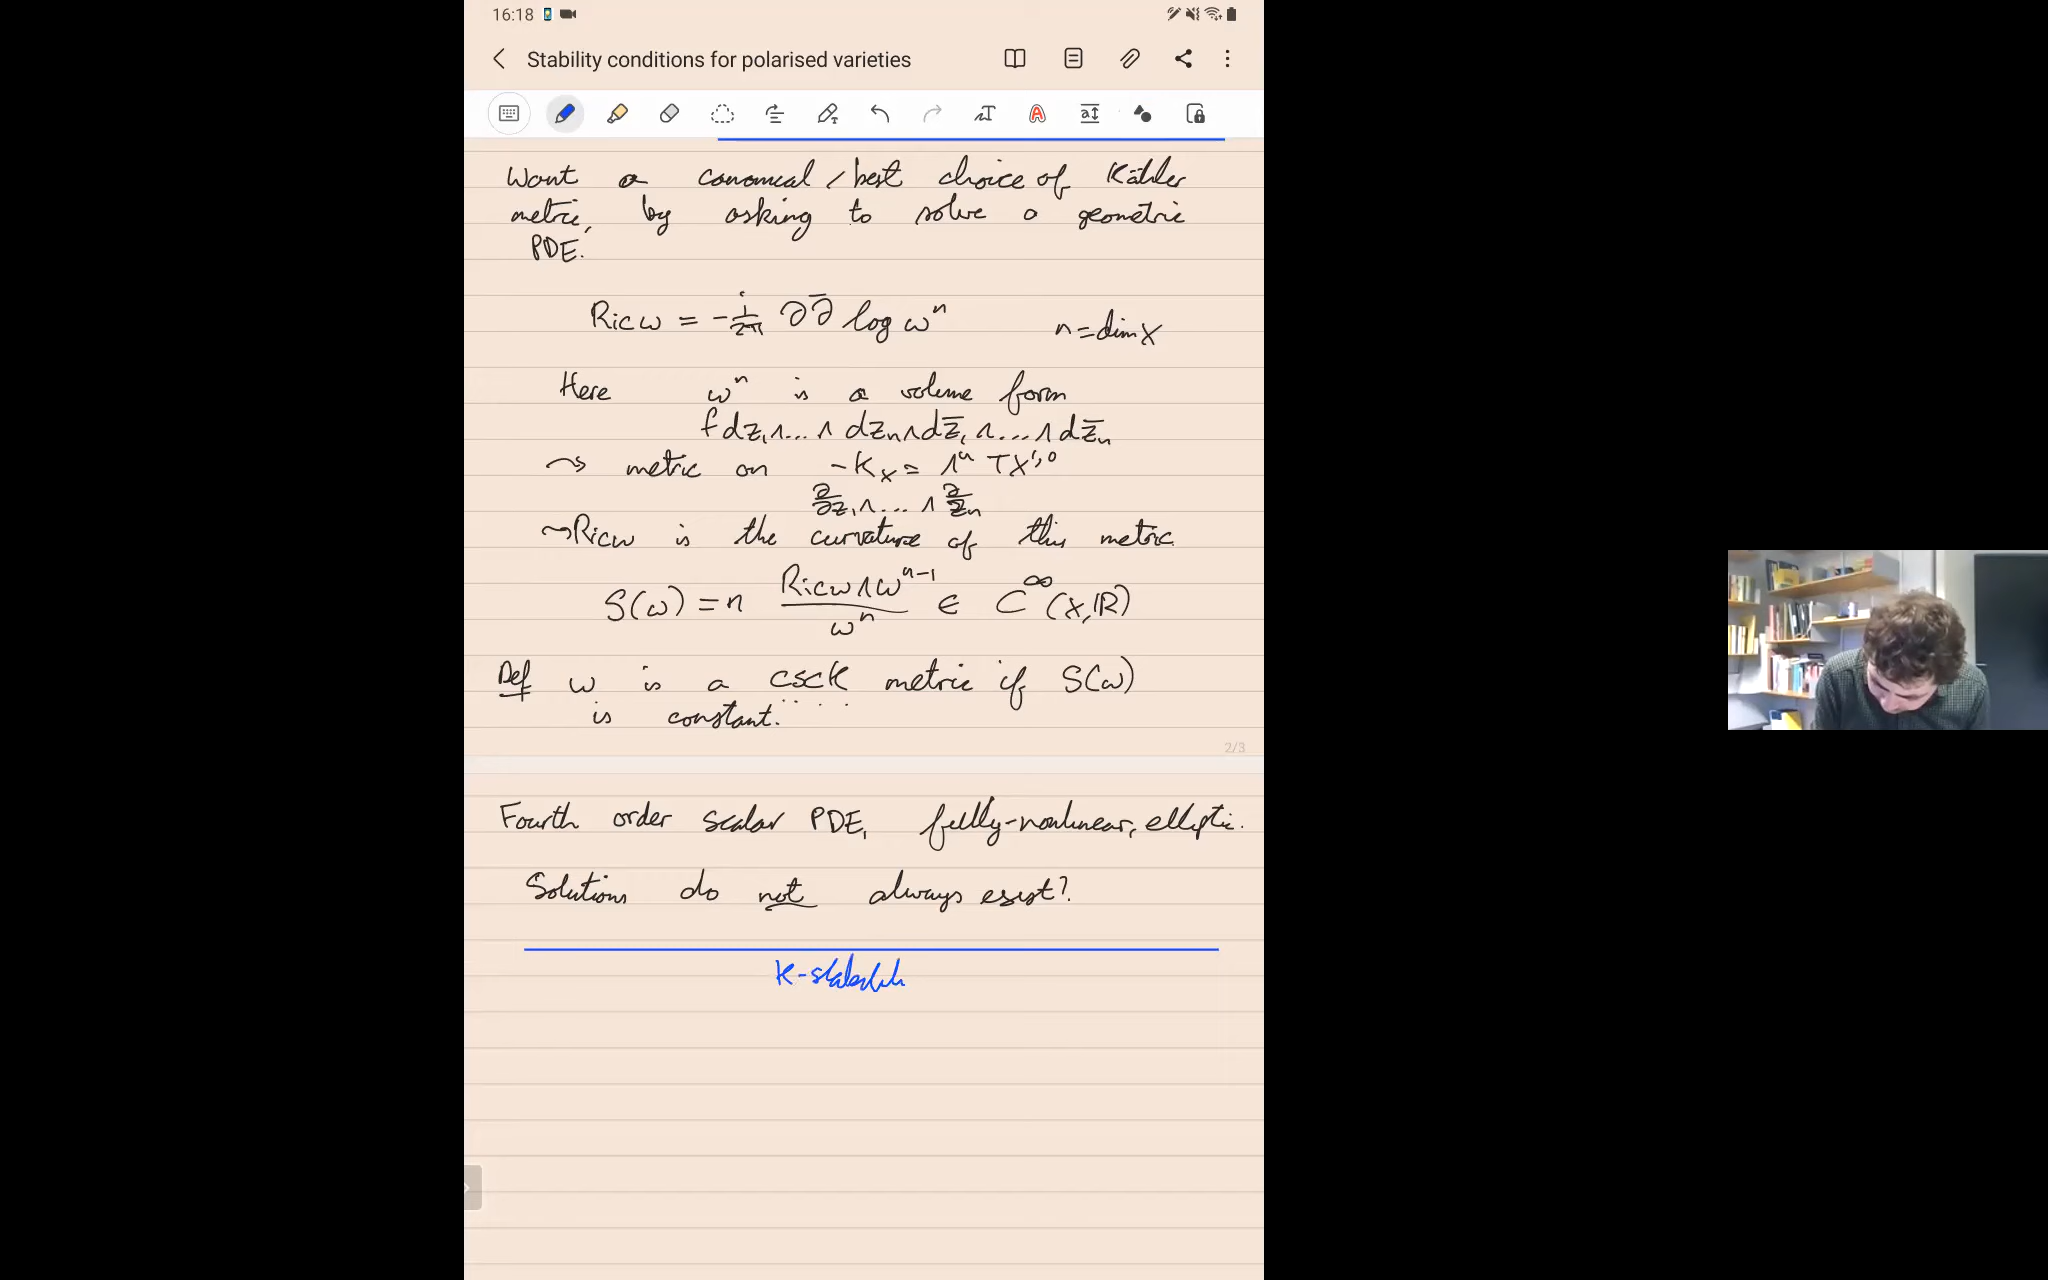 16:18
Stability conditions for polarised varieties
Want a canonical/best choice of Kähler
metric, by asking to solve a geometric
PDE.
Ric ω = -i/2π ∂∂̄ log ωⁿ n = dim X
Here ωⁿ is a volume form
f dz₁∧...∧dzₙ∧dz̄₁∧...∧dz̄ₙ
⤳ metric on -K_X = Λⁿ TX^{1,0}
∂/∂z₁∧...∧∂/zₙ
⤳ Ric ω is the curvature of this metric.
S(ω) = n Ric ω∧ω^{n-1}/ωⁿ ∈ C^∞(X, ℝ)
Def ω is a cscK metric if S(ω)
is constant.
2/3
Fourth order scalar PDE, fully-nonlinear, elliptic.
Solutions do not always exist?